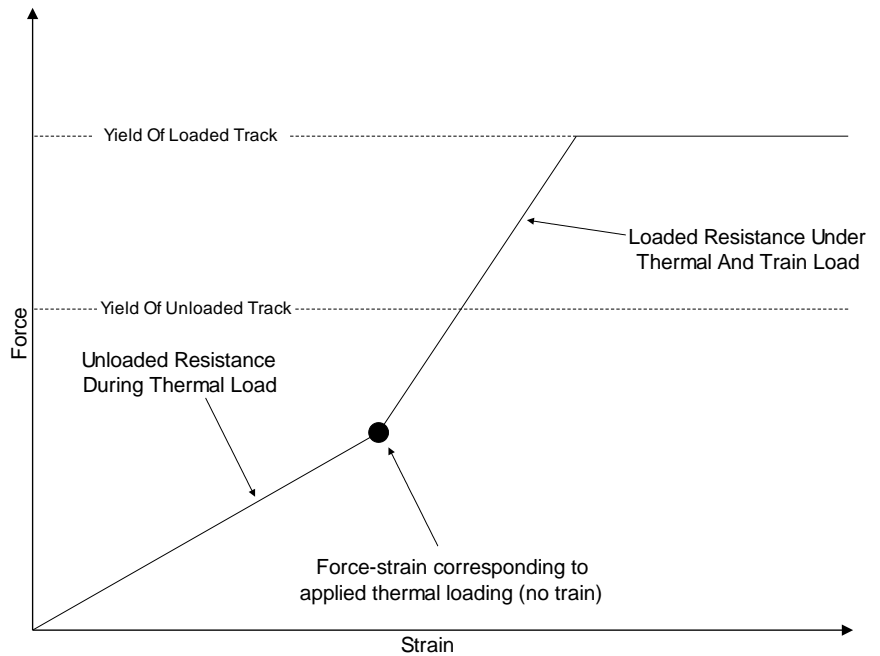 Yield Of Loaded Track
Loaded Resistance Under
Thermal And Train Load
Yield Of Unloaded Track
Force
Unloaded Resistance
During Thermal Load
Force-strain corresponding to
applied thermal loading (no train)
Strain